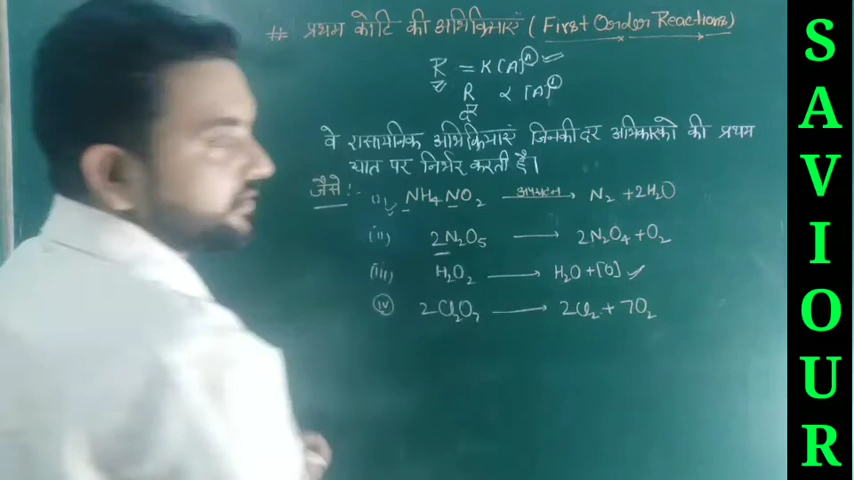 # प्रथम कोटि की अभिक्रियाएं (First Order Reactions)
R = K[A]ⁿ
R ∝ [A]¹
दर
वे रासायनिक अभिक्रियाएं जिनकी दर अभिकारको की प्रथम
घात पर निर्भर करती है।
जैसे :-
(i) NH₄NO₂ —अपघटन→ N₂ + 2H₂O
(ii) 2N₂O₅ → 2N₂O₄ + O₂
(iii) H₂O₂ → H₂O + [O]
(iv) 2Cl₂O₇ → 2Cl₂ + 7O₂
SAVIOUR